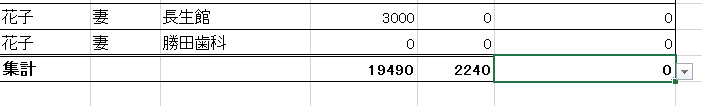 花子 妻 長生館 3000 0 0
花子 妻 勝田歯科 0 0 0
集計 19490 2240 0